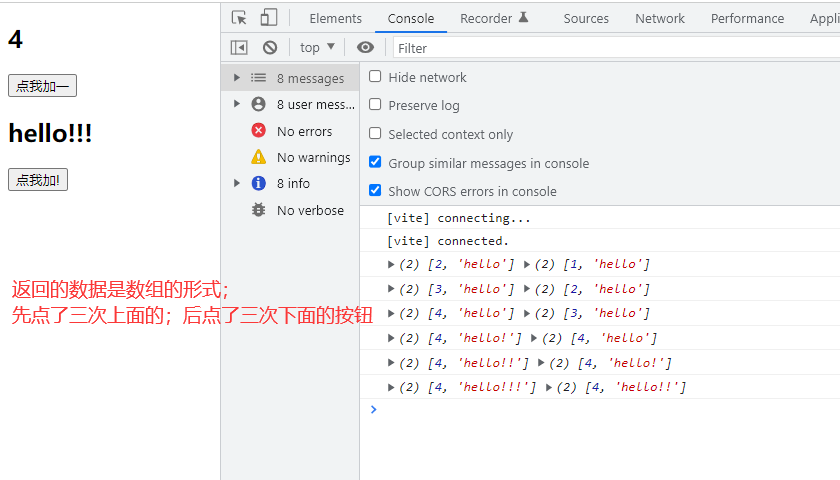 4
点我加一
hello!!!
点我加!
返回的数据是数组的形式；
先点了三次上面的；后点了三次下面的按钮
Elements Console Recorder Sources Network Performance Appli
top Filter
8 messages
8 user mess...
No errors
No warnings
8 info
No verbose
Hide network
Preserve log
Selected context only
Group similar messages in console
Show CORS errors in console
[vite] connecting...
[vite] connected.
(2) [2, 'hello'] (2) [1, 'hello']
(2) [3, 'hello'] (2) [2, 'hello']
(2) [4, 'hello'] (2) [3, 'hello']
(2) [4, 'hello!'] (2) [4, 'hello']
(2) [4, 'hello!!'] (2) [4, 'hello!']
(2) [4, 'hello!!!'] (2) [4, 'hello!!']